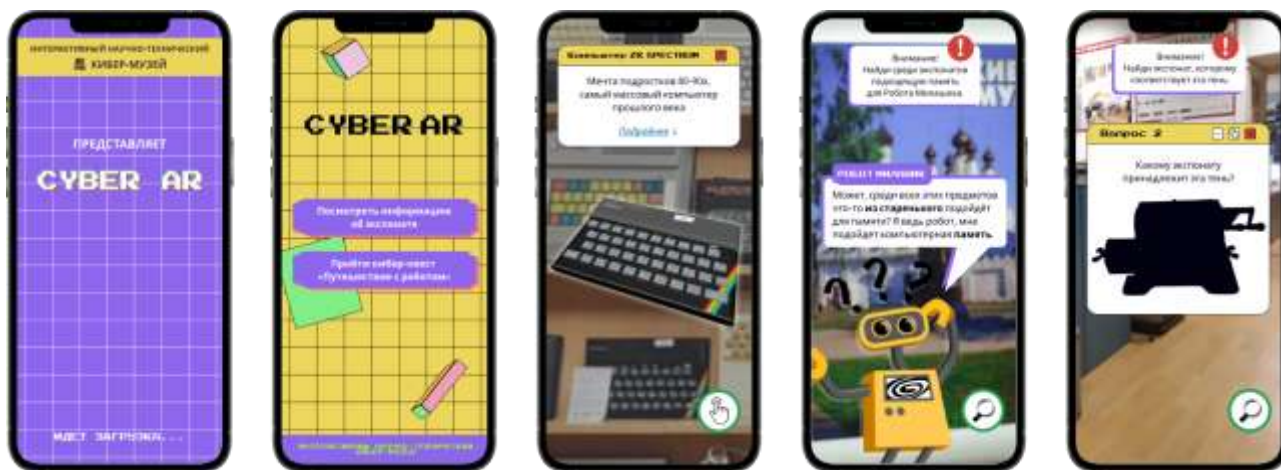 ИНТЕРАКТИВНЫЙ НАУЧНО-ТЕХНИЧЕСКИЙ
КИБЕР-МУЗЕЙ
ПРЕДСТАВЛЯЕТ
CYBER AR
ИДЕТ ЗАГРУЗКА...
CYBER AR
Посмотреть информацию
об экспонате
Пройти кибер-квест
«Путешествие с роботом»
Компьютер ZX SPECTRUM
Мечта подростков 80-90х,
самый массовый компьютер
прошлого века
Подробнее
Внимание!
Найди среди экспонатов
подходящую память
для Робота
РОБОТ
Может, среди всех этих предметов
что-то из старенького подойдёт
для памяти? Я ведь робот, мне
подойдет компьютерная память.
Внимание!
Найди экспонат, которому
соответствует эта тень.
Вопрос 2
Какому экспонату
принадлежит эта тень?